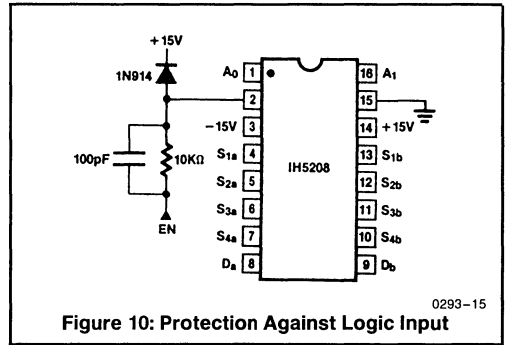 +15V
1N914
100pF
10KΩ
EN
A0 1
2
-15V 3
S1a 4
S2a 5
S3a 6
S4a 7
Da 8
IH5208
16 A1
15
14 +15V
13 S1b
12 S2b
11 S3b
10 S4b
9 Db
0293-15
Figure 10: Protection Against Logic Input